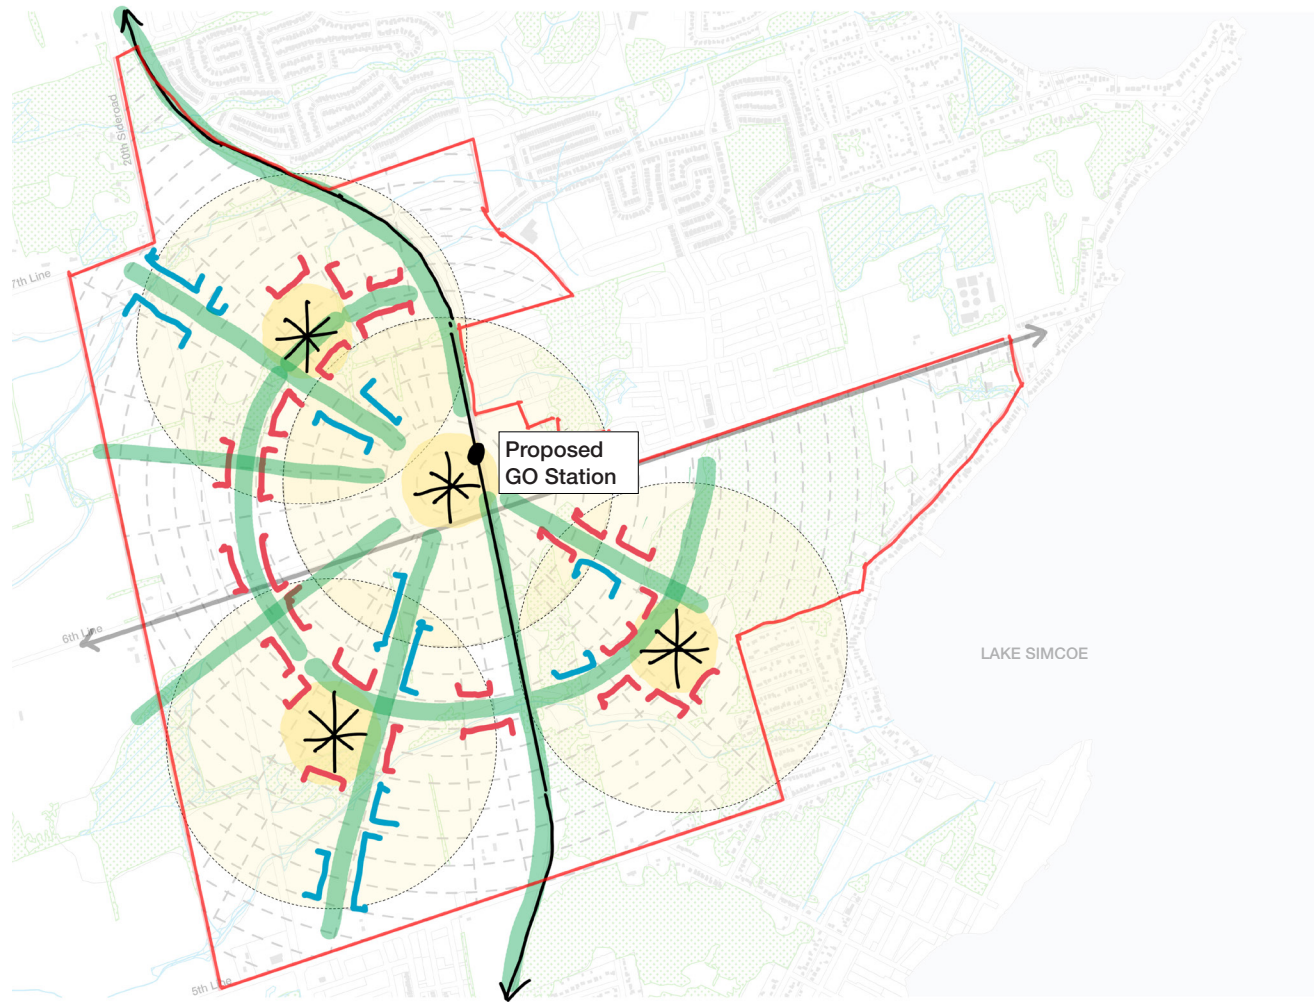 20th Sideroad
7th Line
Proposed
GO Station
6th Line
LAKE SIMCOE
5th Line